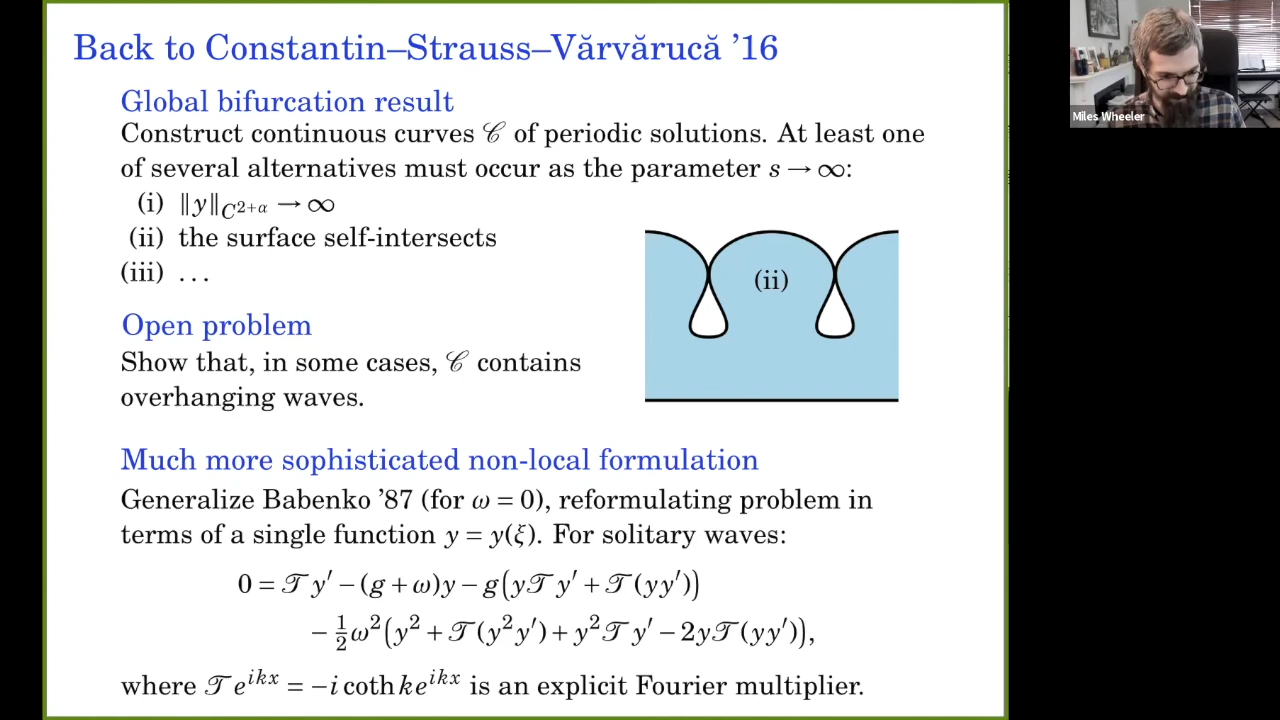 Back to Constantin–Strauss–Vărvărucă ’16
Global bifurcation result
Construct continuous curves 𝒞 of periodic solutions. At least one
of several alternatives must occur as the parameter s → ∞:
(i) ‖y‖_{C^{2+α}} → ∞
(ii) the surface self-intersects
(iii) ...
(ii)
Open problem
Show that, in some cases, 𝒞 contains
overhanging waves.
Much more sophisticated non-local formulation
Generalize Babenko ’87 (for ω = 0), reformulating problem in
terms of a single function y = y(ξ). For solitary waves:
0 = 𝒯y′ − (g + ω)y − g(y𝒯y′ + 𝒯(yy′))
− ½ω²(y² + 𝒯(y²y′) + y²𝒯y′ − 2y𝒯(yy′)),
where 𝒯e^{ikx} = −i coth k e^{ikx} is an explicit Fourier multiplier.
Miles Wheeler